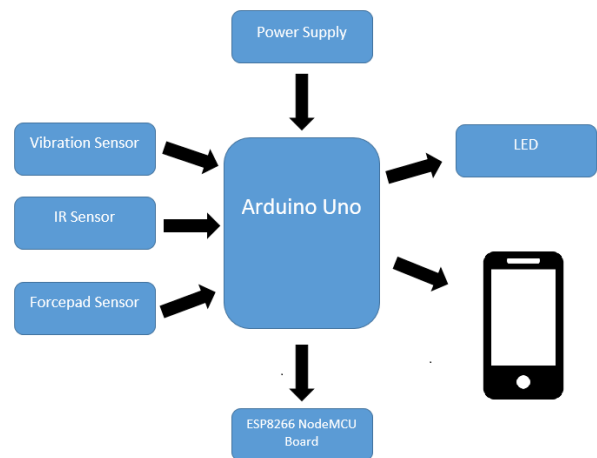 Power Supply
Vibration Sensor
LED
IR Sensor
Arduino Uno
Forcepad Sensor
ESP8266 NodeMCU
Board